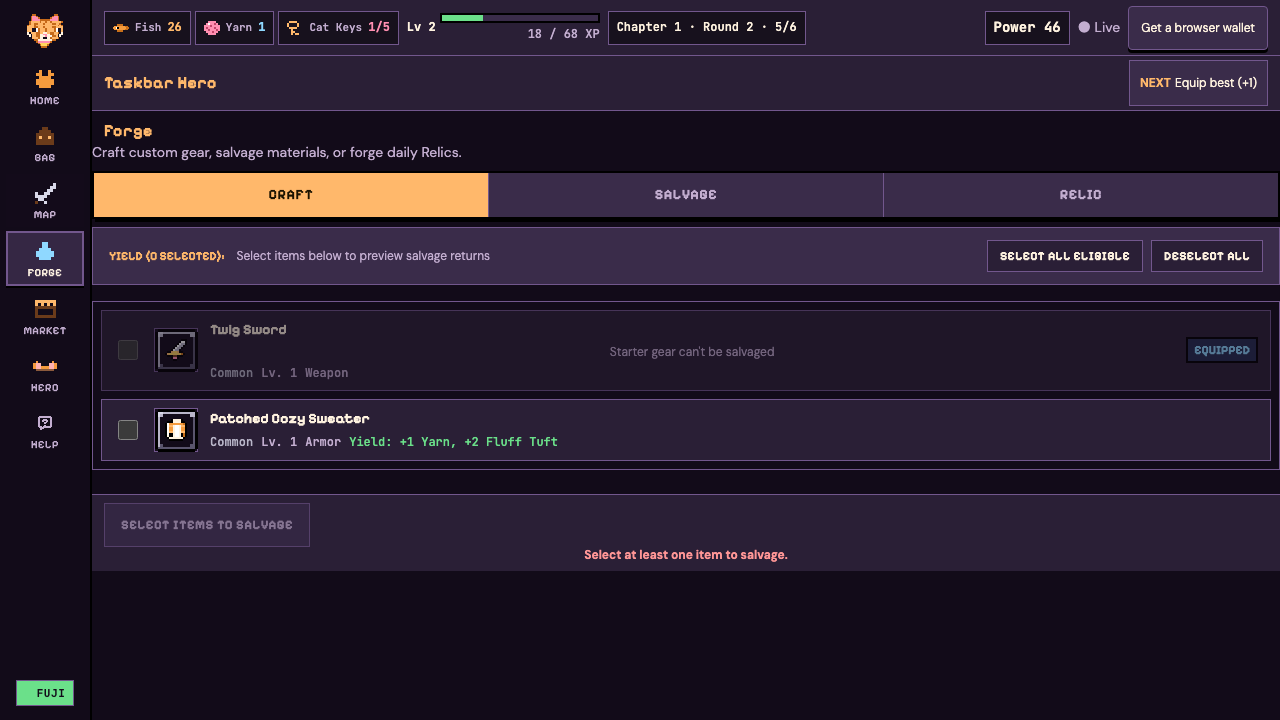 Fish 26
Yarn 1
Cat Keys 1/5
Lv 2
18 / 68 XP
Chapter 1 · Round 2 · 5/6
Power 46
Live
Get a browser wallet
HOME
BAG
MAP
FORGE
MARKET
HERO
HELP
FUJI
Taskbar Hero
NEXT Equip best (+1)
Forge
Craft custom gear, salvage materials, or forge daily Relics.
CRAFT
SALVAGE
RELIC
YIELD (0 SELECTED):
Select items below to preview salvage returns
SELECT ALL ELIGIBLE
DESELECT ALL
Twig Sword
Common Lv. 1 Weapon
Starter gear can't be salvaged
EQUIPPED
Patched Cozy Sweater
Common Lv. 1 Armor Yield: +1 Yarn, +2 Fluff Tuft
SELECT ITEMS TO SALVAGE
Select at least one item to salvage.